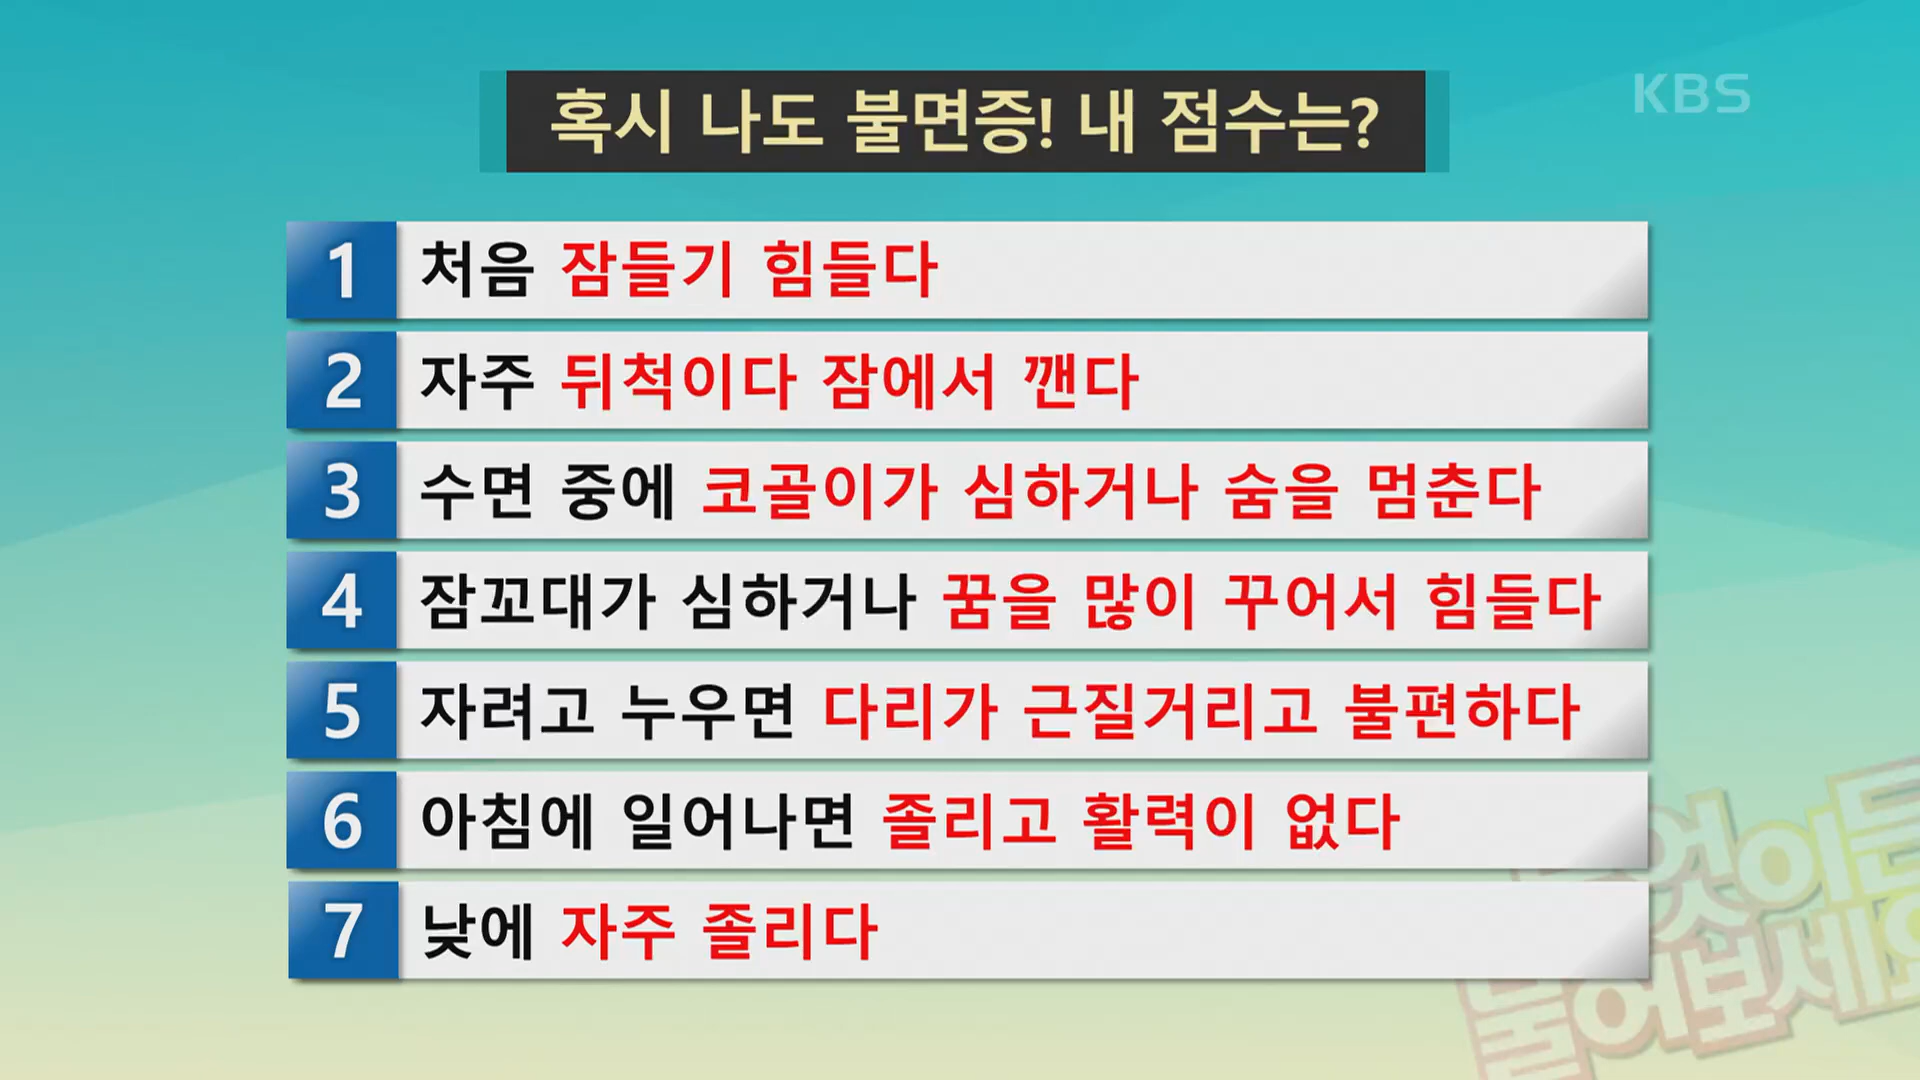 혹시 나도 불면증! 내 점수는?
KBS
1 처음 잠들기 힘들다
2 자주 뒤척이다 잠에서 깬다
3 수면 중에 코골이가 심하거나 숨을 멈춘다
4 잠꼬대가 심하거나 꿈을 많이 꾸어서 힘들다
5 자려고 누우면 다리가 근질거리고 불편하다
6 아침에 일어나면 졸리고 활력이 없다
7 낮에 자주 졸리다
물어보세요